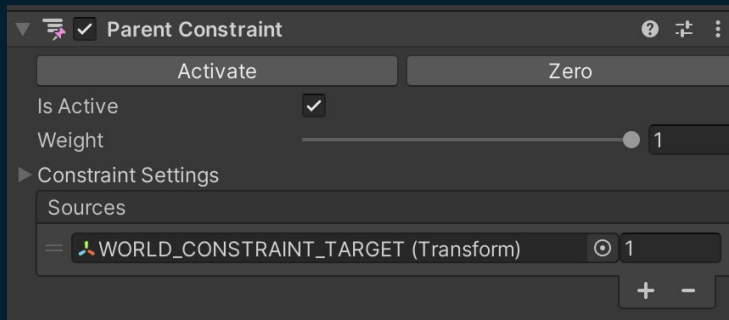 Parent Constraint
Activate Zero
Is Active
Weight 1
Constraint Settings
Sources
WORLD_CONSTRAINT_TARGET (Transform) 1
+ −